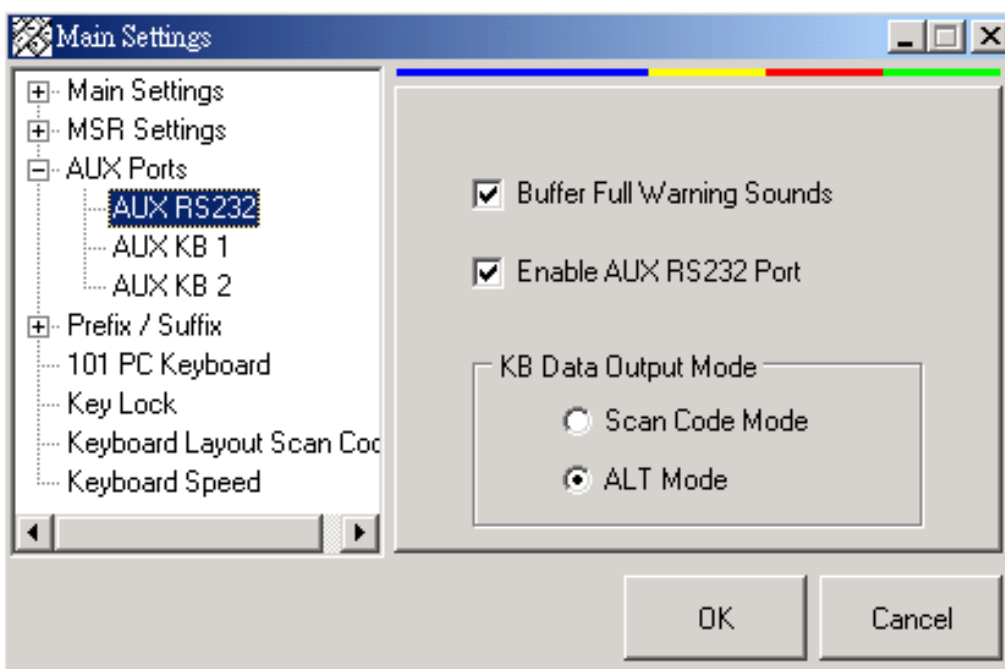 Main Settings
Main Settings
MSR Settings
AUX Ports
AUX RS232
AUX KB 1
AUX KB 2
Prefix / Suffix
101 PC Keyboard
Key Lock
Keyboard Layout Scan Cod
Keyboard Speed
Buffer Full Warning Sounds
Enable AUX RS232 Port
KB Data Output Mode
Scan Code Mode
ALT Mode
OK
Cancel